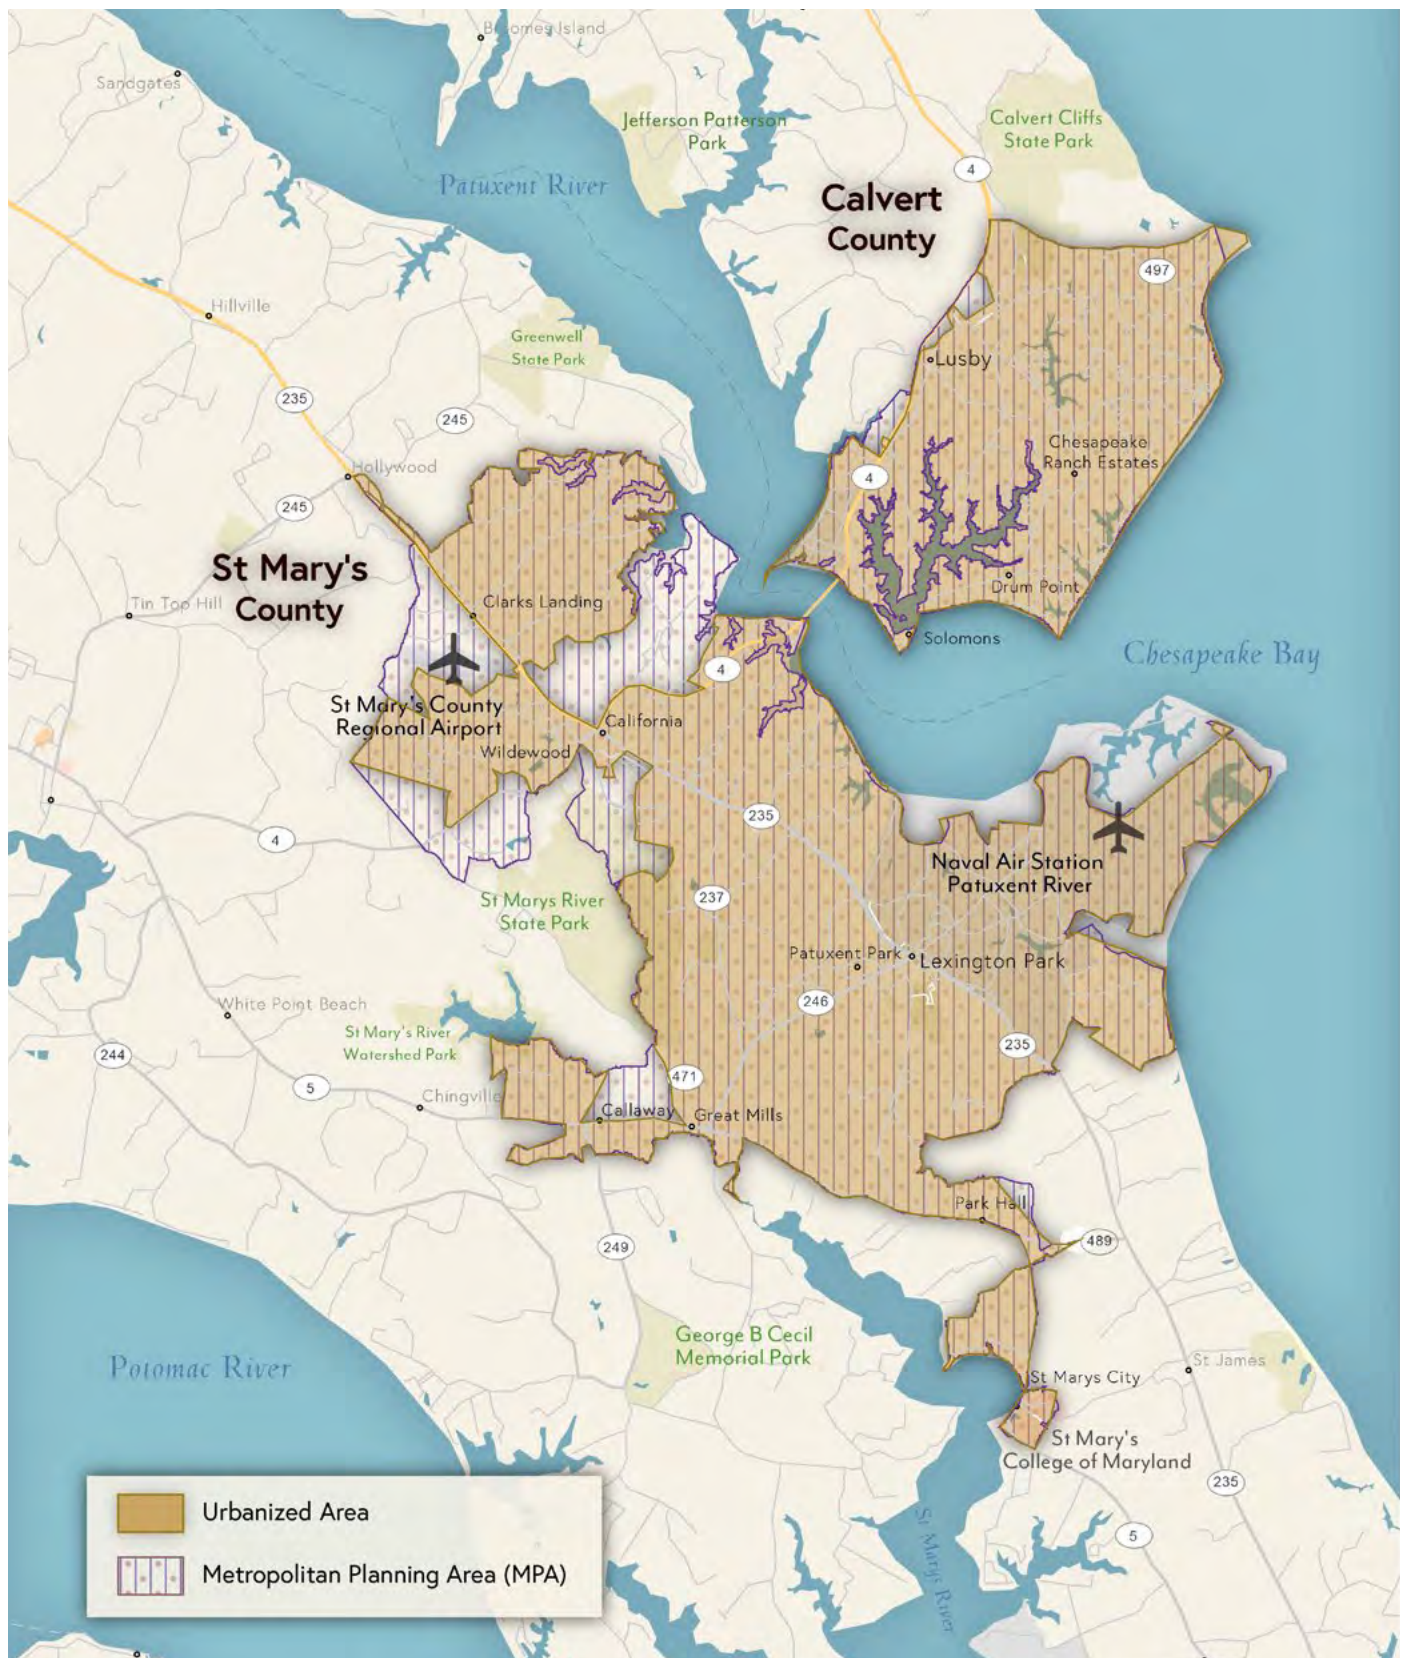 Broomes Island
Sandgates
Jefferson Patterson
Park
Calvert Cliffs
State Park
4
Patuxent River
Calvert
County
497
Hillville
Greenwell
State Park
Lusby
235
245
Chesapeake
Ranch Estates
Hollywood
4
245
St Mary's
County
Drum Point
Tin Top Hill
Clarks Landing
Solomons
Chesapeake Bay
4
St Mary's County
Regional Airport
California
Wildewood
235
4
Naval Air Station
Patuxent River
St Marys River
State Park
237
Patuxent Park
Lexington Park
White Point Beach
246
St Mary's River
Watershed Park
244
235
5
471
Chingville
Callaway
Great Mills
Park Hall
489
249
George B Cecil
Memorial Park
Potomac River
St James
St Marys City
St Mary's
College of Maryland
235
5
St Marys River
Urbanized Area
Metropolitan Planning Area (MPA)